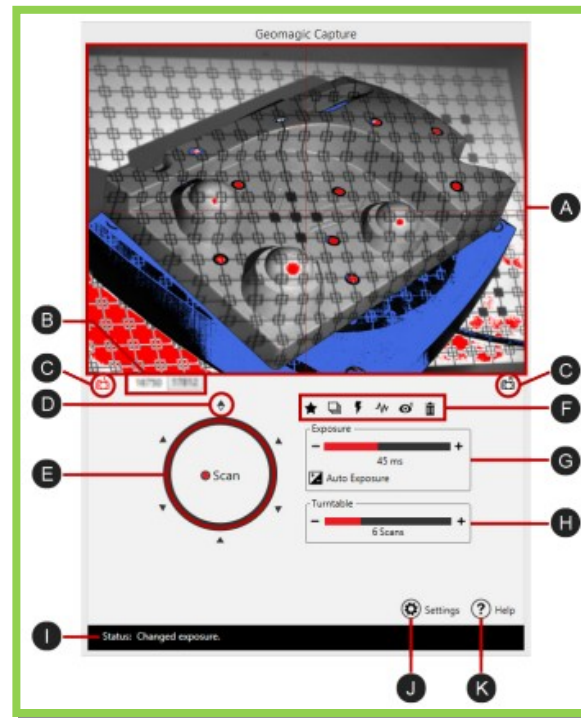 Geomagic Capture
A
B
C
C
D
F
Exposure
E
Scan
45 ms
G
Auto Exposure
Turntable
6 Scans
H
Settings
Help
I
Status: Changed exposure.
J
K